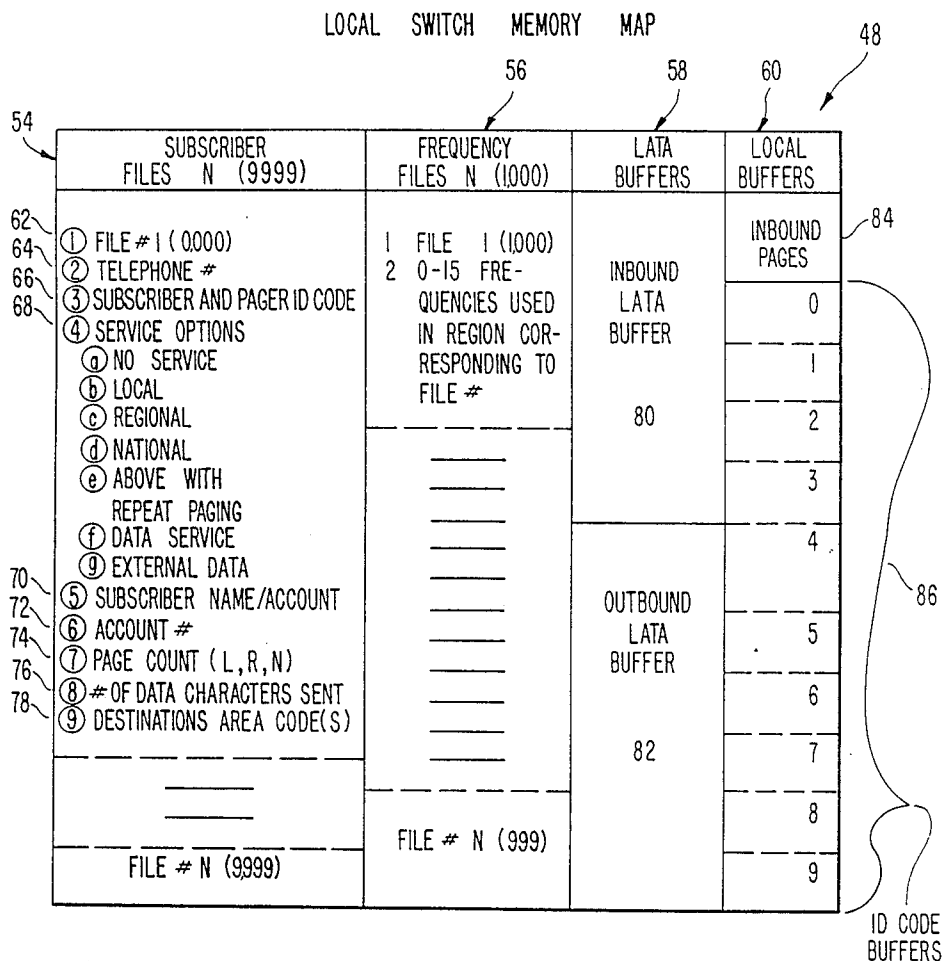 LOCAL SWITCH MEMORY MAP
48
56
58
60
54
SUBSCRIBER
FILES N (9999)
FREQUENCY
FILES N (1,000)
LATA
BUFFERS
LOCAL
BUFFERS
62
① FILE # 1 (0,000)
64
② TELEPHONE #
66
③ SUBSCRIBER AND PAGER ID CODE
68
④ SERVICE OPTIONS
ⓐ NO SERVICE
ⓑ LOCAL
ⓒ REGIONAL
ⓓ NATIONAL
ⓔ ABOVE WITH
REPEAT PAGING
ⓕ DATA SERVICE
ⓖ EXTERNAL DATA
70
⑤ SUBSCRIBER NAME/ACCOUNT
72
⑥ ACCOUNT #
74
⑦ PAGE COUNT (L,R,N)
76
⑧ # OF DATA CHARACTERS SENT
78
⑨ DESTINATIONS AREA CODE(S)
FILE # N (9,999)
1 FILE 1 (1,000)
2 0-15 FRE-
QUENCIES USED
IN REGION COR-
RESPONDING TO
FILE #
FILE # N (999)
INBOUND
LATA
BUFFER
80
OUTBOUND
LATA
BUFFER
82
INBOUND
PAGES
84
0
1
2
3
4
5
6
7
8
9
86
ID CODE
BUFFERS